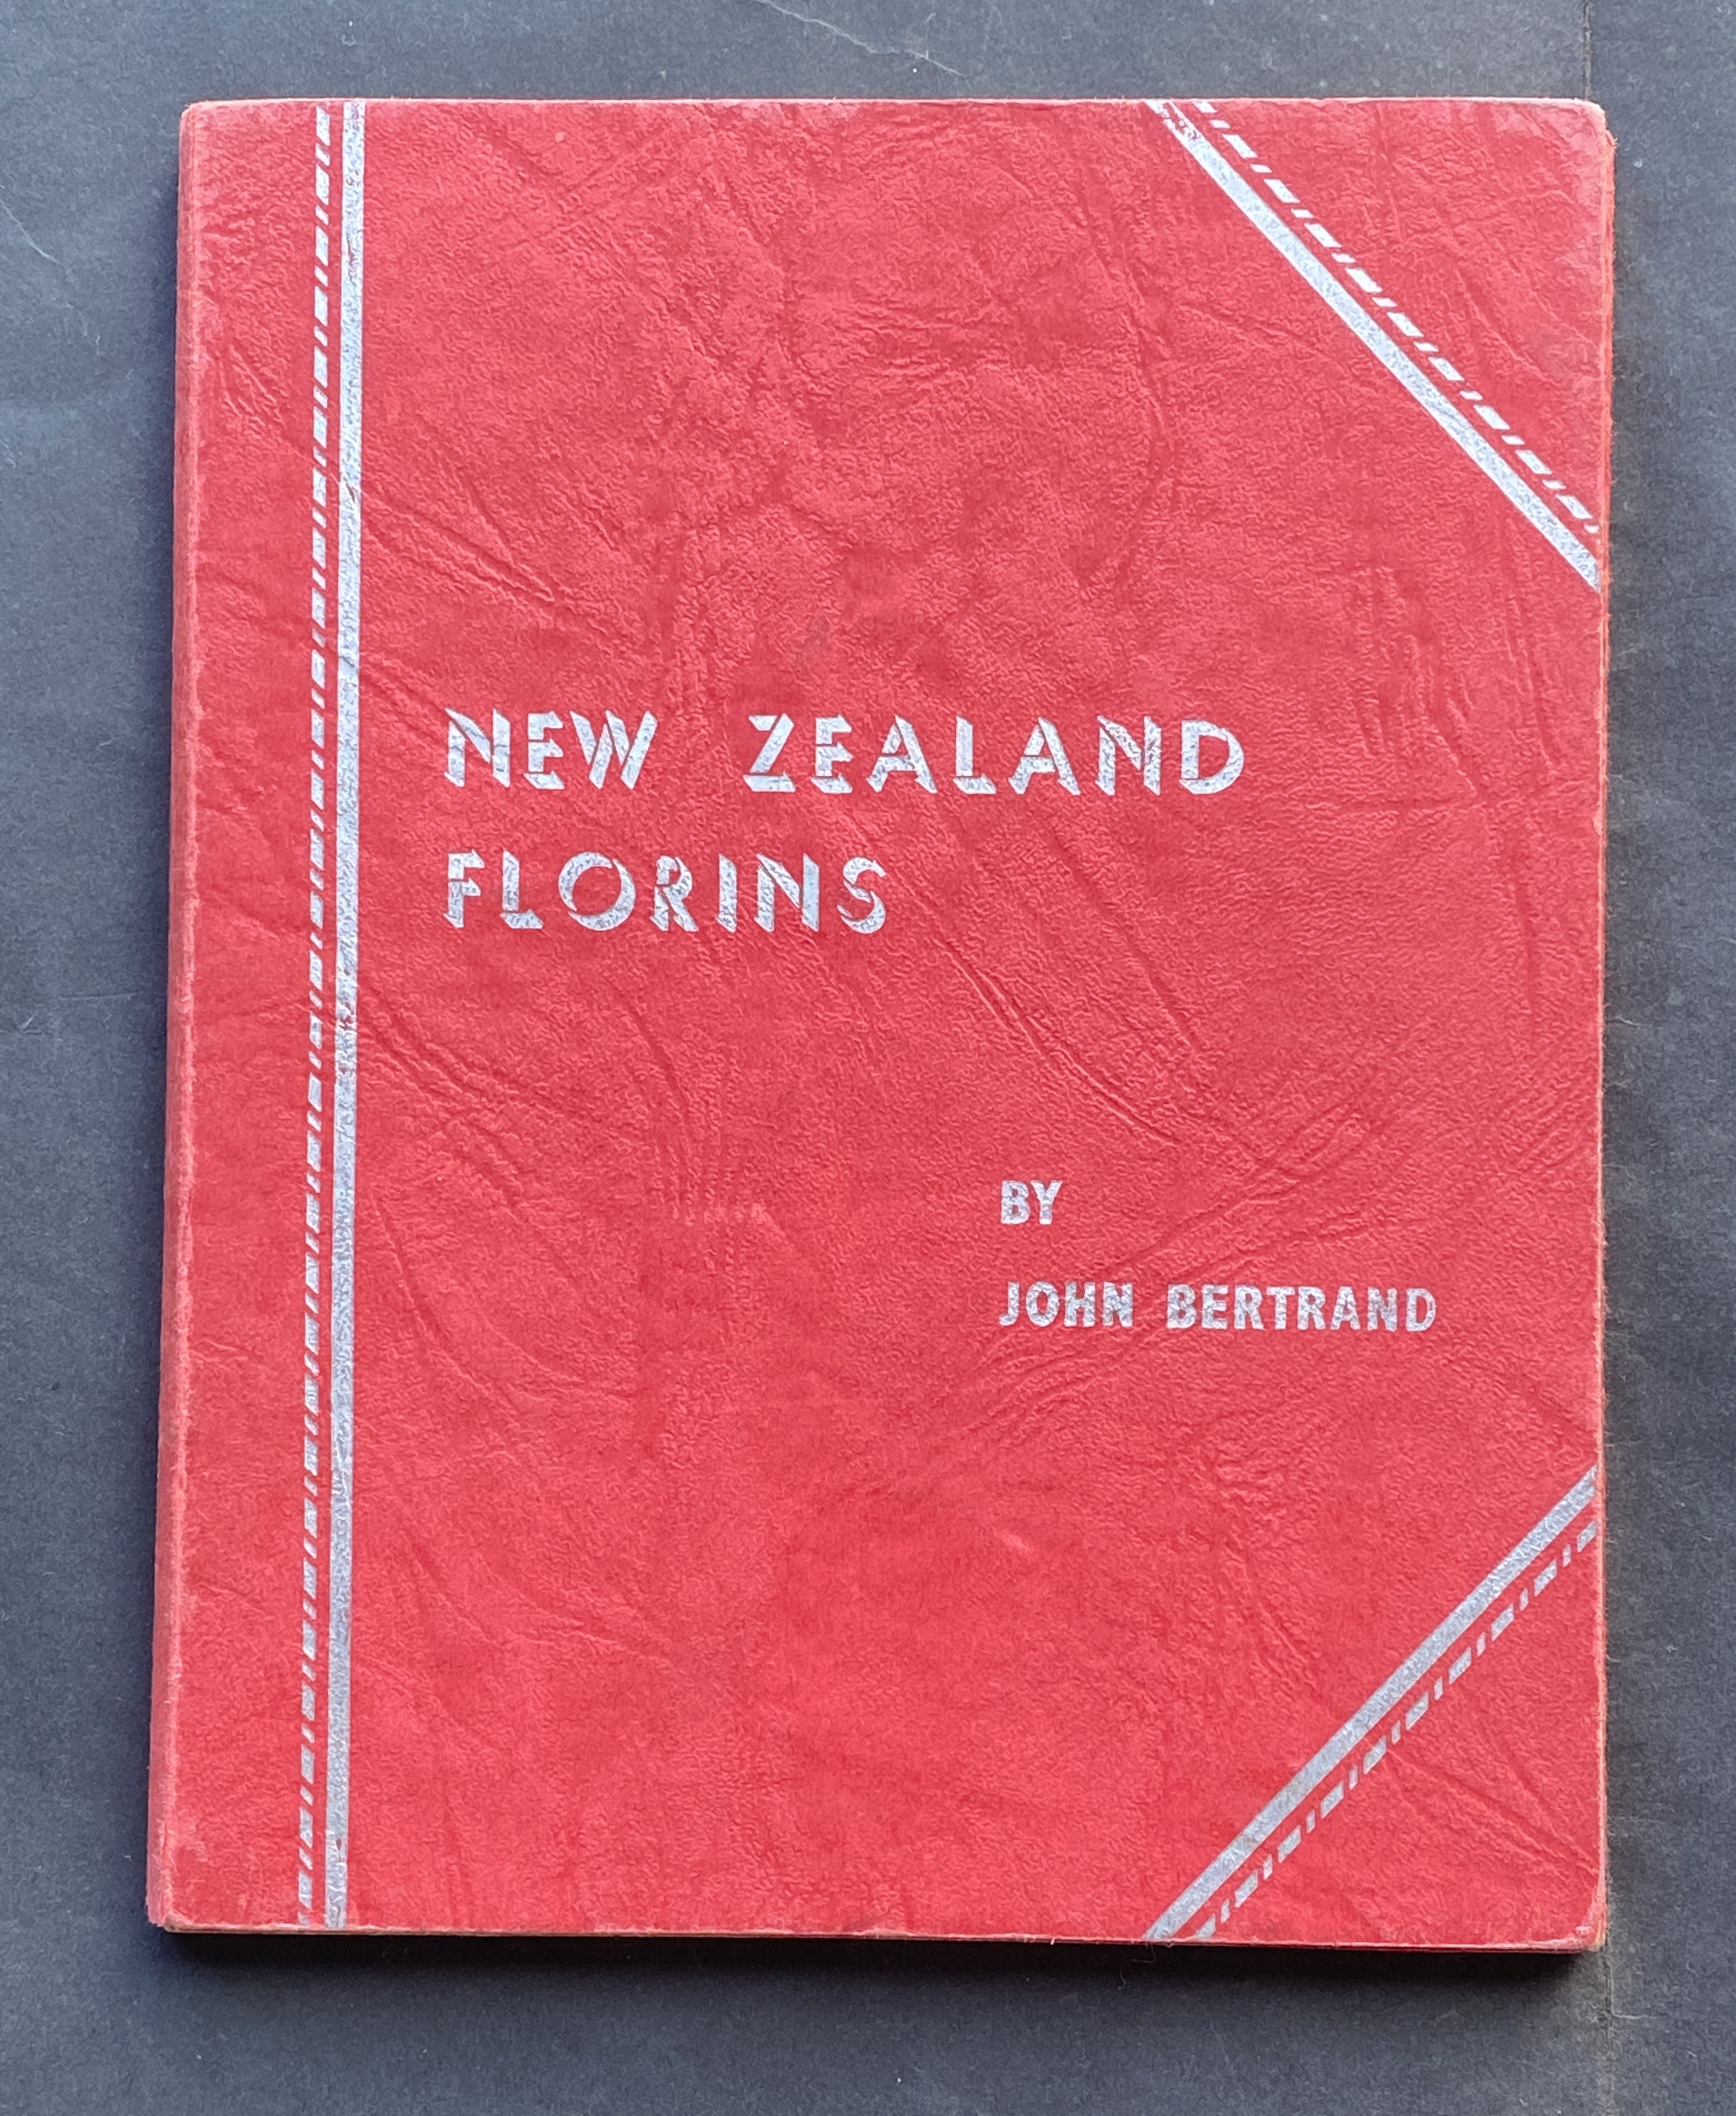 NEW ZEALAND
FLORINS
BY
JOHN BERTRAND